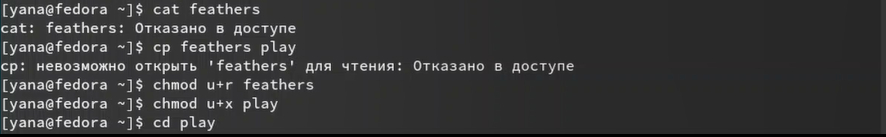 [yana@fedora ~]$ cat feathers
cat: feathers: Отказано в доступе
[yana@fedora ~]$ cp feathers play
cp: невозможно открыть 'feathers' для чтения: Отказано в доступе
[yana@fedora ~]$ chmod u+r feathers
[yana@fedora ~]$ chmod u+x play
[yana@fedora ~]$ cd play